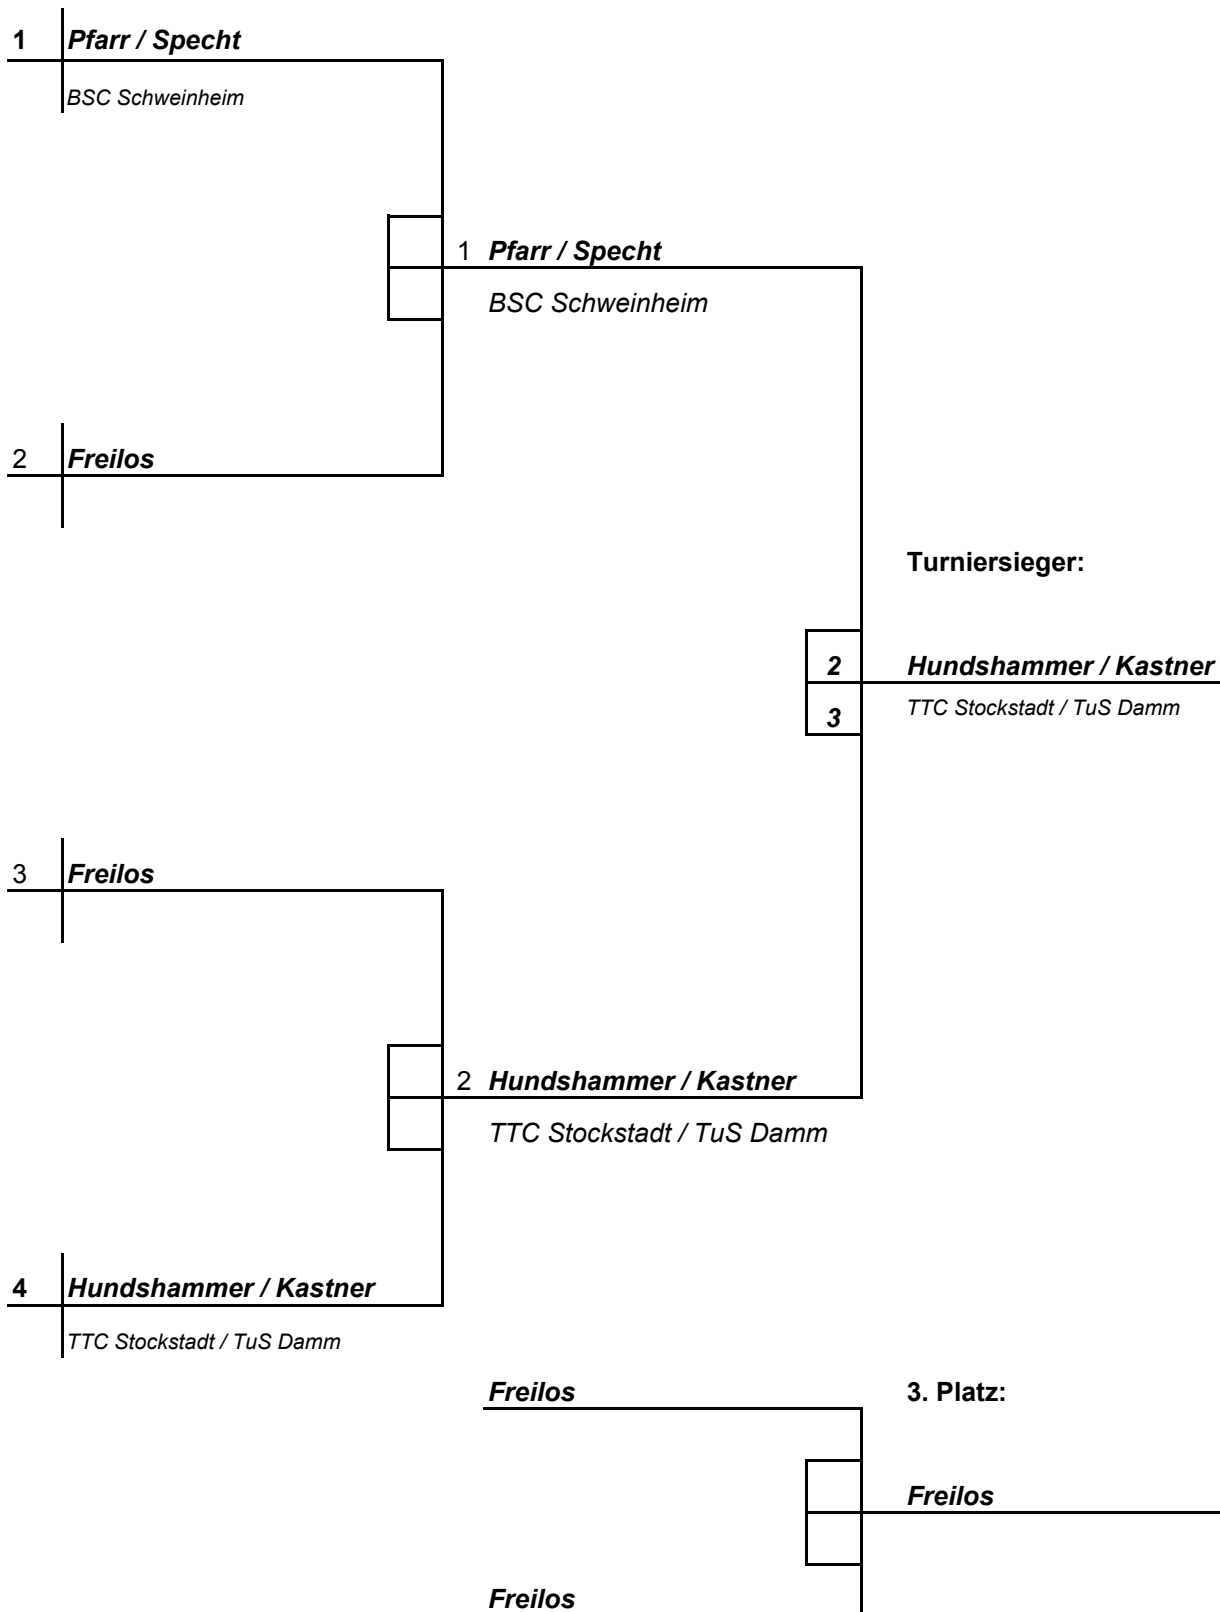 1 Pfarr / Specht
BSC Schweinheim
1 Pfarr / Specht
BSC Schweinheim
2 Freilos
Turniersieger:
2 Hundshammer / Kastner
3 TTC Stockstadt / TuS Damm
3 Freilos
2 Hundshammer / Kastner
TTC Stockstadt / TuS Damm
4 Hundshammer / Kastner
TTC Stockstadt / TuS Damm
Freilos 3. Platz:
Freilos
Freilos